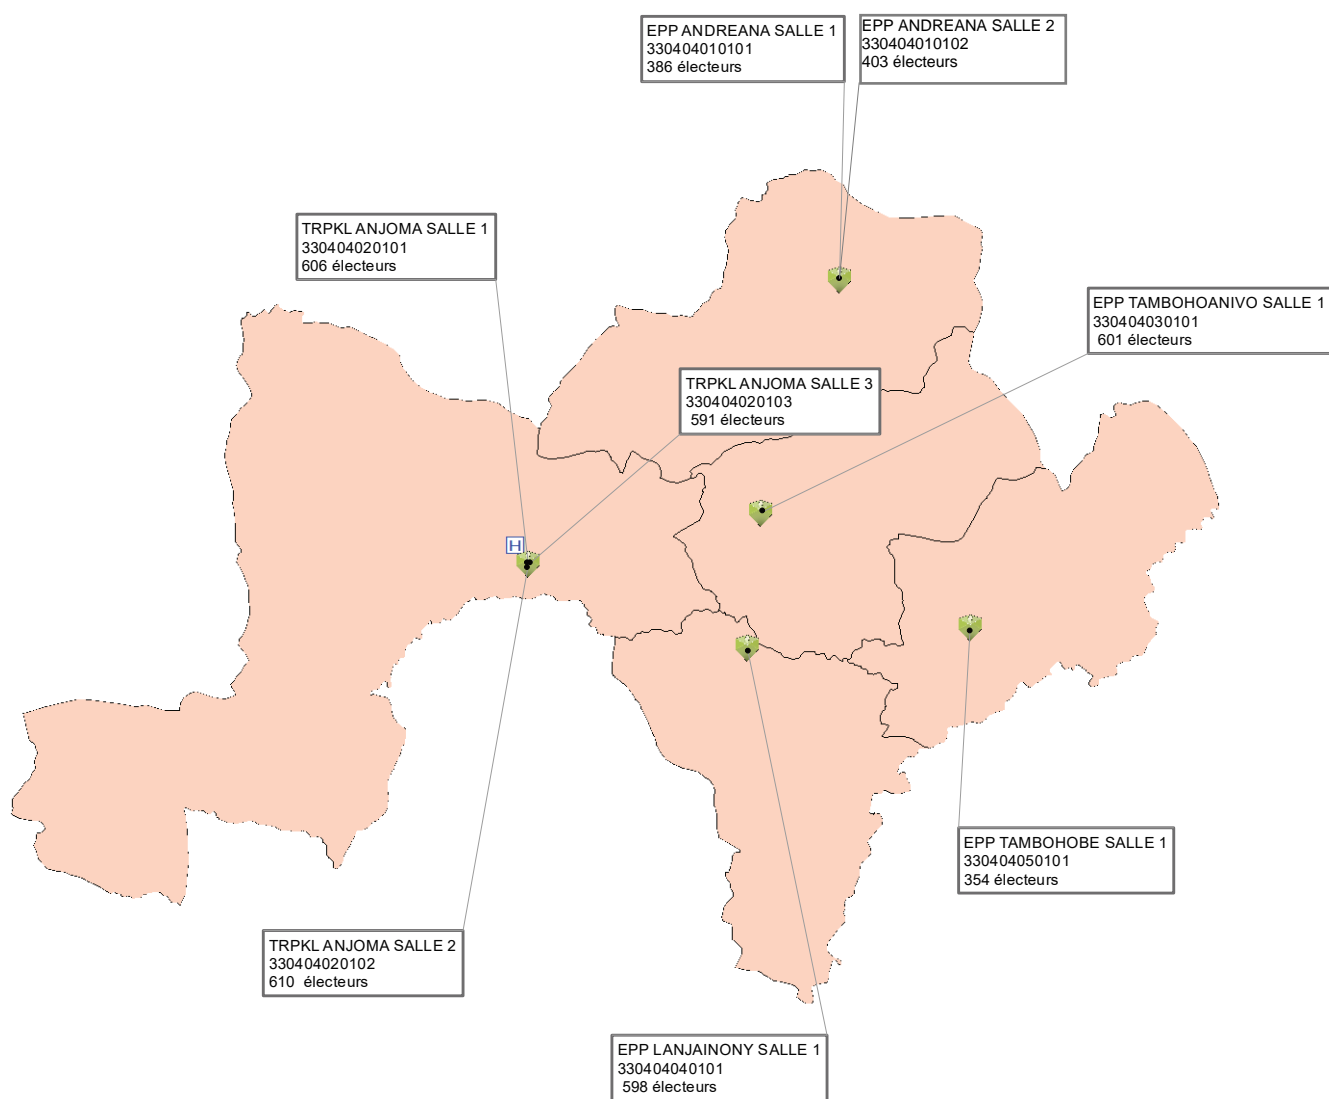 EPP ANDREANA SALLE 1
330404010101
386 électeurs
EPP ANDREANA SALLE 2
330404010102
403 électeurs
TRPKL ANJOMA SALLE 1
330404020101
606 électeurs
EPP TAMBOHOANIVO SALLE 1
330404030101
601 électeurs
TRPKL ANJOMA SALLE 3
330404020103
591 électeurs
H
EPP TAMBOHOBE SALLE 1
330404050101
354 électeurs
TRPKL ANJOMA SALLE 2
330404020102
610 électeurs
EPP LANJAINONY SALLE 1
330404040101
598 électeurs